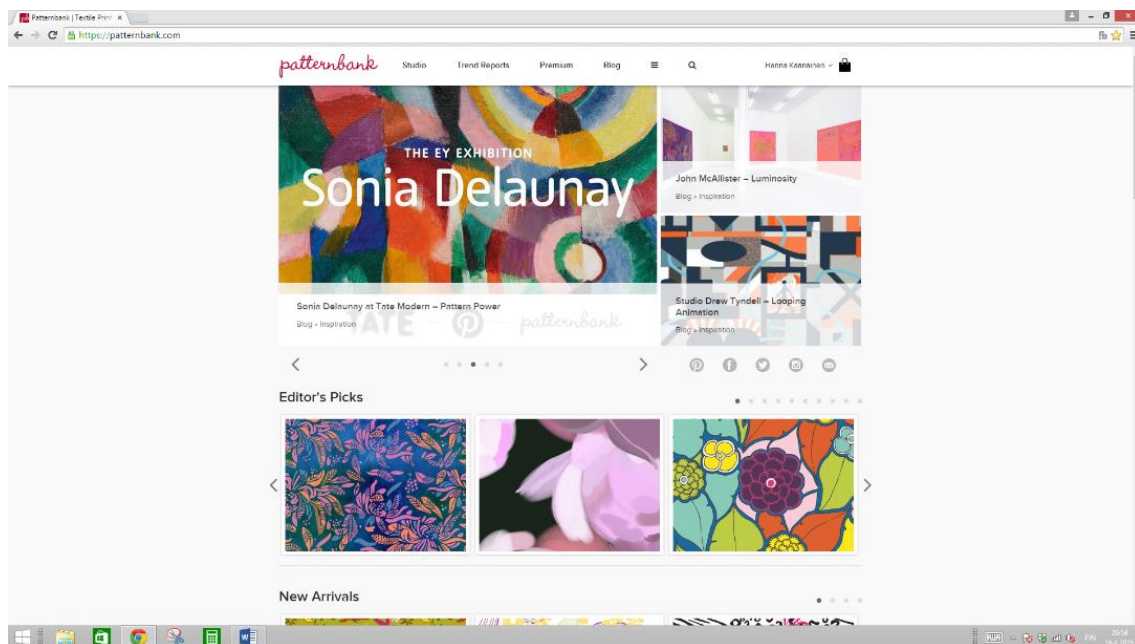 Patternbank | Textile Print
https://patternbank.com
patternbank
Studio
Trend Reports
Premium
Blog
THE EY EXHIBITION
Sonia Delaunay
Sonia Delaunay at Tate Modern – Pattern Power
Blog » Inspiration
TATE
patternbank
John McAllister – Luminosity
Blog » Inspiration
Studio Drew Tyndell – Looping
Animation
Blog » Inspiration
Editor's Picks
New Arrivals
FIN
20:54